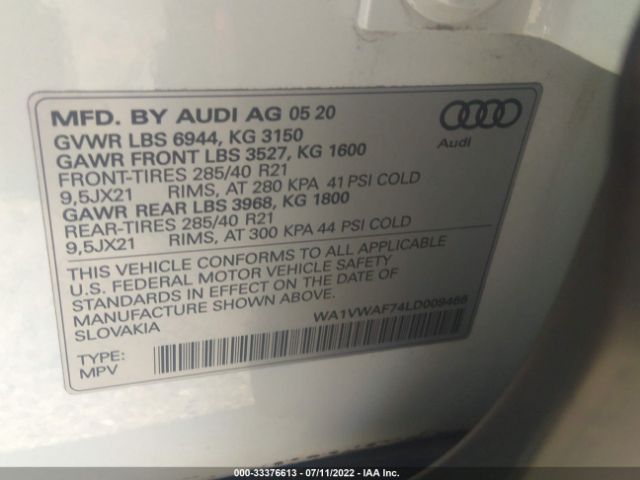 MFD. BY AUDI AG 05 20
GVWR LBS 6944, KG 3150
GAWR FRONT LBS 3527, KG 1600
FRONT-TIRES 285/40 R21
9,5JX21 RIMS, AT 280 KPA 41 PSI COLD
GAWR REAR LBS 3968, KG 1800
REAR-TIRES 285/40 R21
9,5JX21 RIMS, AT 300 KPA 44 PSI COLD
THIS VEHICLE CONFORMS TO ALL APPLICABLE
U.S. FEDERAL MOTOR VEHICLE SAFETY
STANDARDS IN EFFECT ON THE DATE OF
MANUFACTURE SHOWN ABOVE.
SLOVAKIA
WA1VWAF74LD009468
TYPE:
MPV
Audi
000-33376613 - 07/11/2022 - IAA Inc.